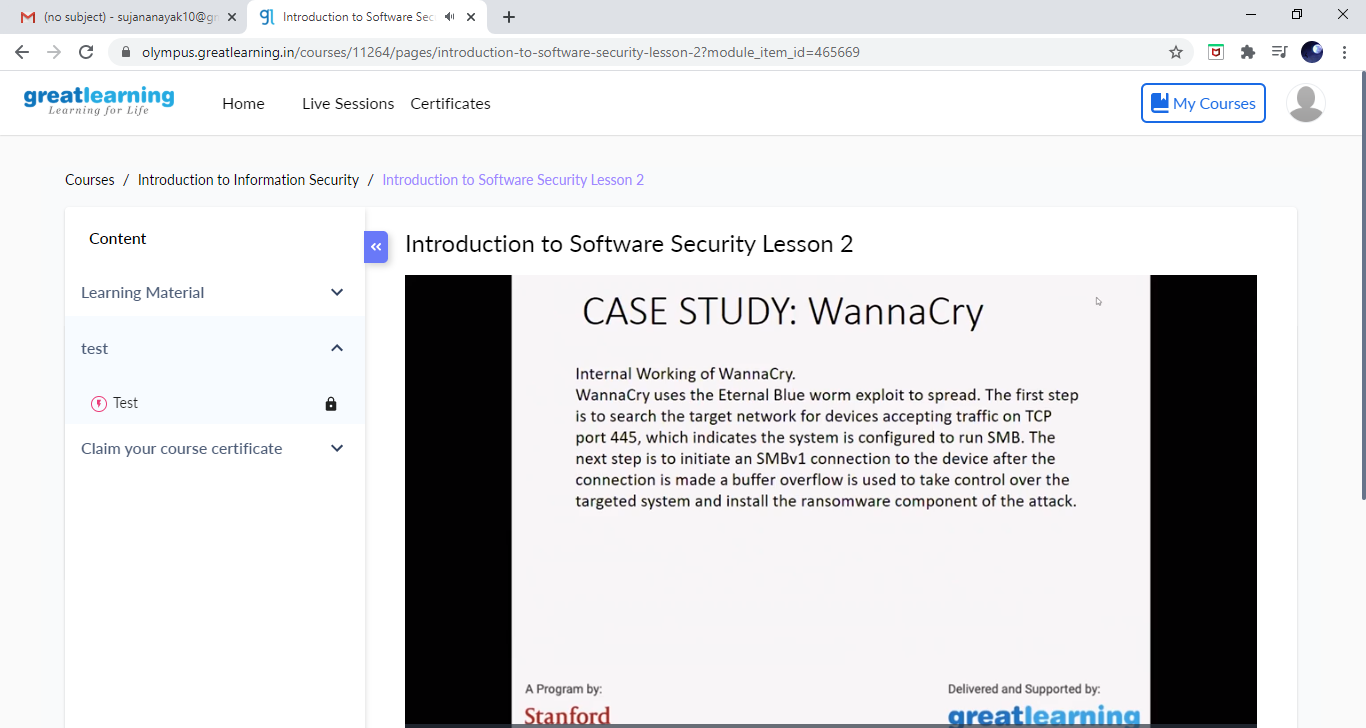 (no subject) - sujananayak10@gm
Introduction to Software Sec
olympus.greatlearning.in/courses/11264/pages/introduction-to-software-security-lesson-2?module_item_id=465669
greatlearning
Learning for Life
Home
Live Sessions
Certificates
My Courses
Courses / Introduction to Information Security / Introduction to Software Security Lesson 2
Content
Learning Material
test
Test
Claim your course certificate
«
Introduction to Software Security Lesson 2
CASE STUDY: WannaCry
Internal Working of WannaCry.
WannaCry uses the Eternal Blue worm exploit to spread. The first step
is to search the target network for devices accepting traffic on TCP
port 445, which indicates the system is configured to run SMB. The
next step is to initiate an SMBv1 connection to the device after the
connection is made a buffer overflow is used to take control over the
targeted system and install the ransomware component of the attack.
A Program by:
Stanford
Delivered and Supported by:
greatlearning